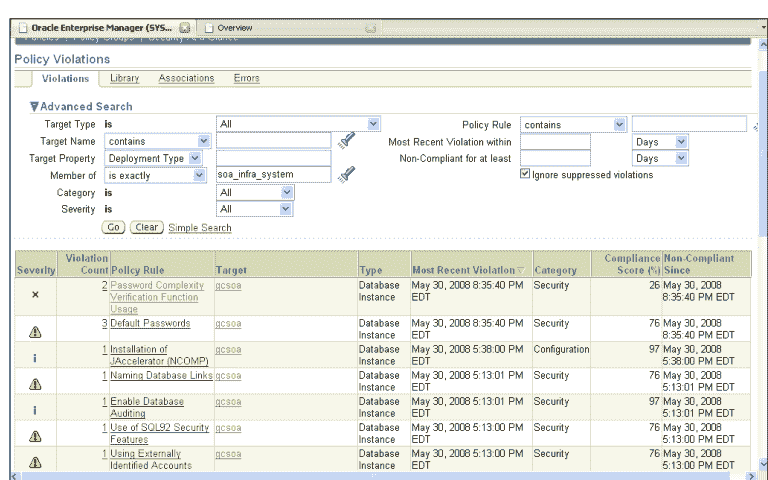 Oracle Enterprise Manager (SYS... Overview
Policy Violations
Violations Library Associations Errors
Advanced Search
Target Type is All Policy Rule contains
Target Name contains Most Recent Violation within Days
Target Property Deployment Type Non-Compliant for at least Days
Member of is exactly soa_infra_system Ignore suppressed violations
Category is All
Severity is All
Go Clear Simple Search
Violation Compliance Non-Compliant
Severity Count Policy Rule Target Type Most Recent Violation Category Score (%) Since
2 Password Complexity gcsoa Database May 30, 2008 8:35:40 PM Security 26 May 30, 2008
Verification Function Instance EDT 8:35:40 PM EDT
Usage
3 Default Passwords gcsoa Database May 30, 2008 8:35:40 PM Security 76 May 30, 2008
Instance EDT 8:35:40 PM EDT
1 Installation of gcsoa Database May 30, 2008 5:38:00 PM Configuration 97 May 30, 2008
JAccelerator (NCOMP) Instance EDT 5:38:00 PM EDT
1 Naming Database Links gcsoa Database May 30, 2008 5:13:01 PM Security 76 May 30, 2008
Instance EDT 5:13:01 PM EDT
1 Enable Database gcsoa Database May 30, 2008 5:13:01 PM Security 97 May 30, 2008
Auditing Instance EDT 5:13:01 PM EDT
1 Use of SQL92 Security gcsoa Database May 30, 2008 5:13:00 PM Security 76 May 30, 2008
Features Instance EDT 5:13:00 PM EDT
1 Using Externally gcsoa Database May 30, 2008 5:13:00 PM Security 76 May 30, 2008
Identified Accounts Instance EDT 5:13:00 PM EDT